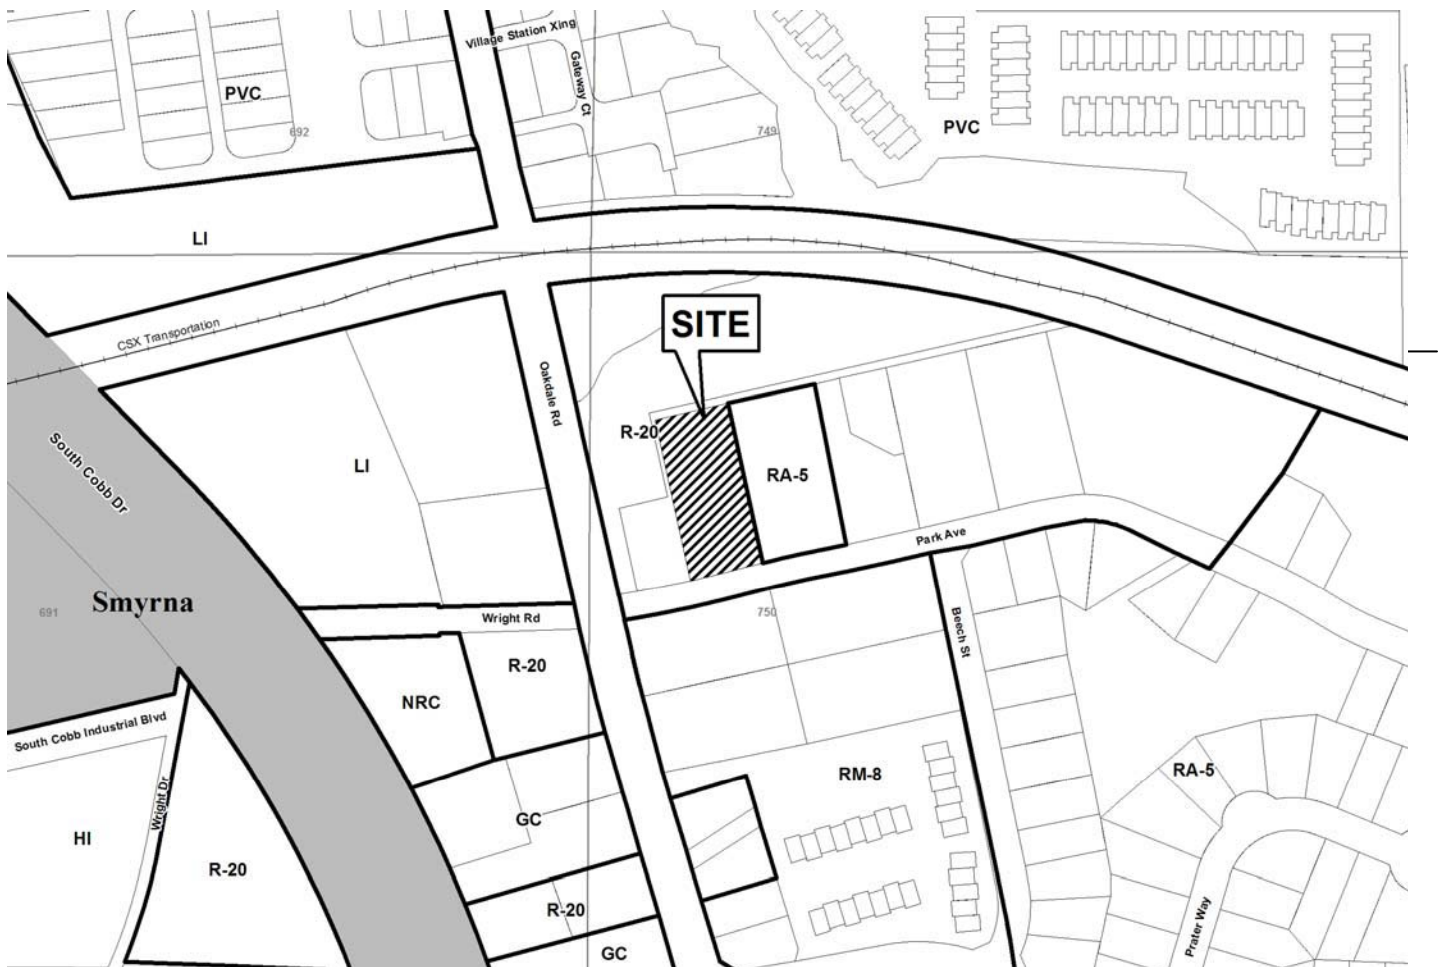 Village Station Xing
Gateway Ct
PVC
692
749
PVC
LI
CSX Transportation
SITE
Oakdale Rd
R-20
South Cobb Dr
LI
RA-5
Park Ave
Smyrna
691
Wright Rd
750
Beech St
R-20
NRC
South Cobb Industrial Blvd
RM-8
RA-5
Wright Dr
GC
HI
R-20
R-20
Prater Way
GC